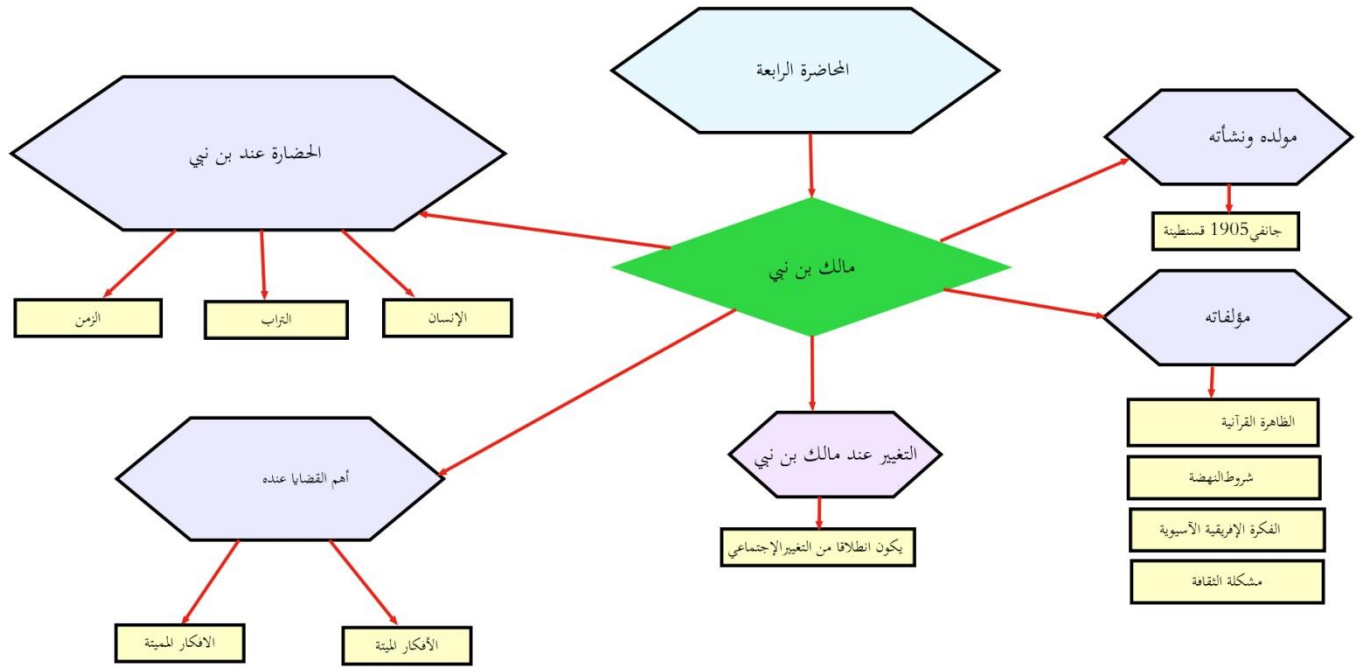 المحاضرة الرابعة
مالك بن نبي
مولده ونشأته
جانفي1905 قسنطينة
مؤلفاته
الظاهرة القرآنية
شروطالنهضة
الفكرة الإفريقية الآسيوية
مشكلة الثقافة
التغيير عند مالك بن نبي
يكون انطلاقا من التغييرالإجتماعي
الحضارة عند بن نبي
الإنسان
التراب
الزمن
أهم القضايا عنده
الأفكار الميتة
الافكار المميتة